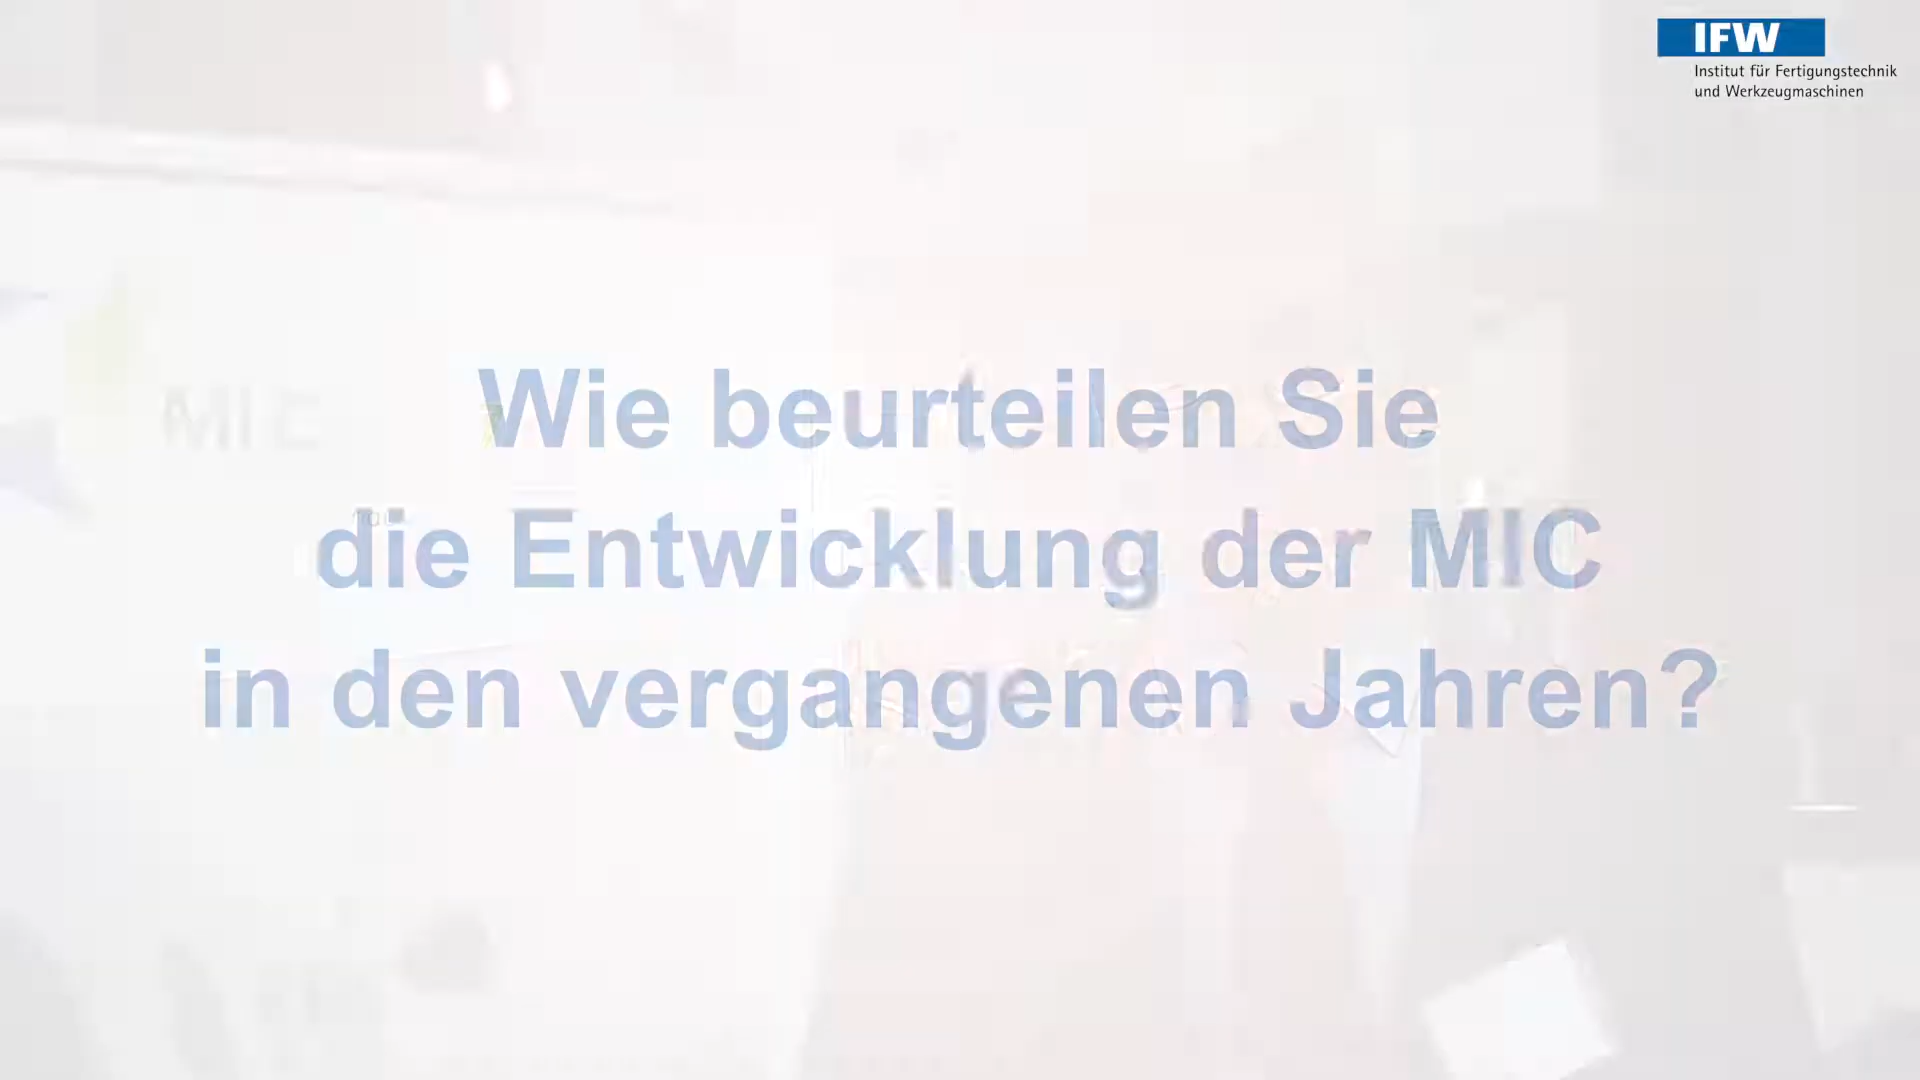 IFW
Institut für Fertigungstechnik
und Werkzeugmaschinen
Wie beurteilen Sie
die Entwicklung der MIC
in den vergangenen Jahren?